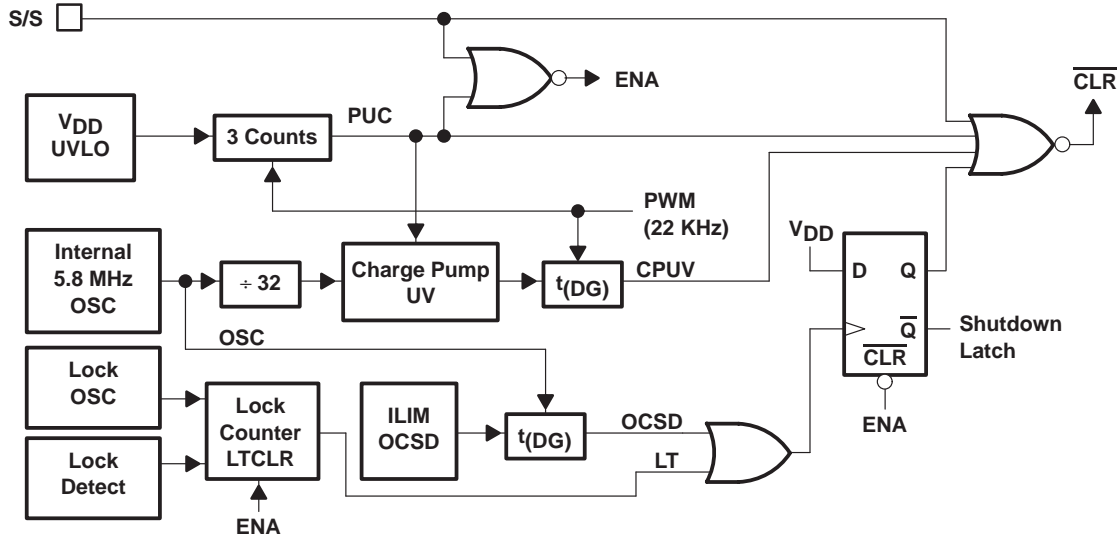 S/S
ENA
CLR
VDD
UVLO
3 Counts
PUC
PWM
(22 KHz)
Internal
5.8 MHz
OSC
÷ 32
Charge Pump
UV
t(DG)
CPUV
VDD
D
Q
Q
CLR
Shutdown
Latch
ENA
OSC
Lock
OSC
Lock
Detect
Lock
Counter
LTCLR
ENA
ILIM
OCSD
t(DG)
OCSD
LT